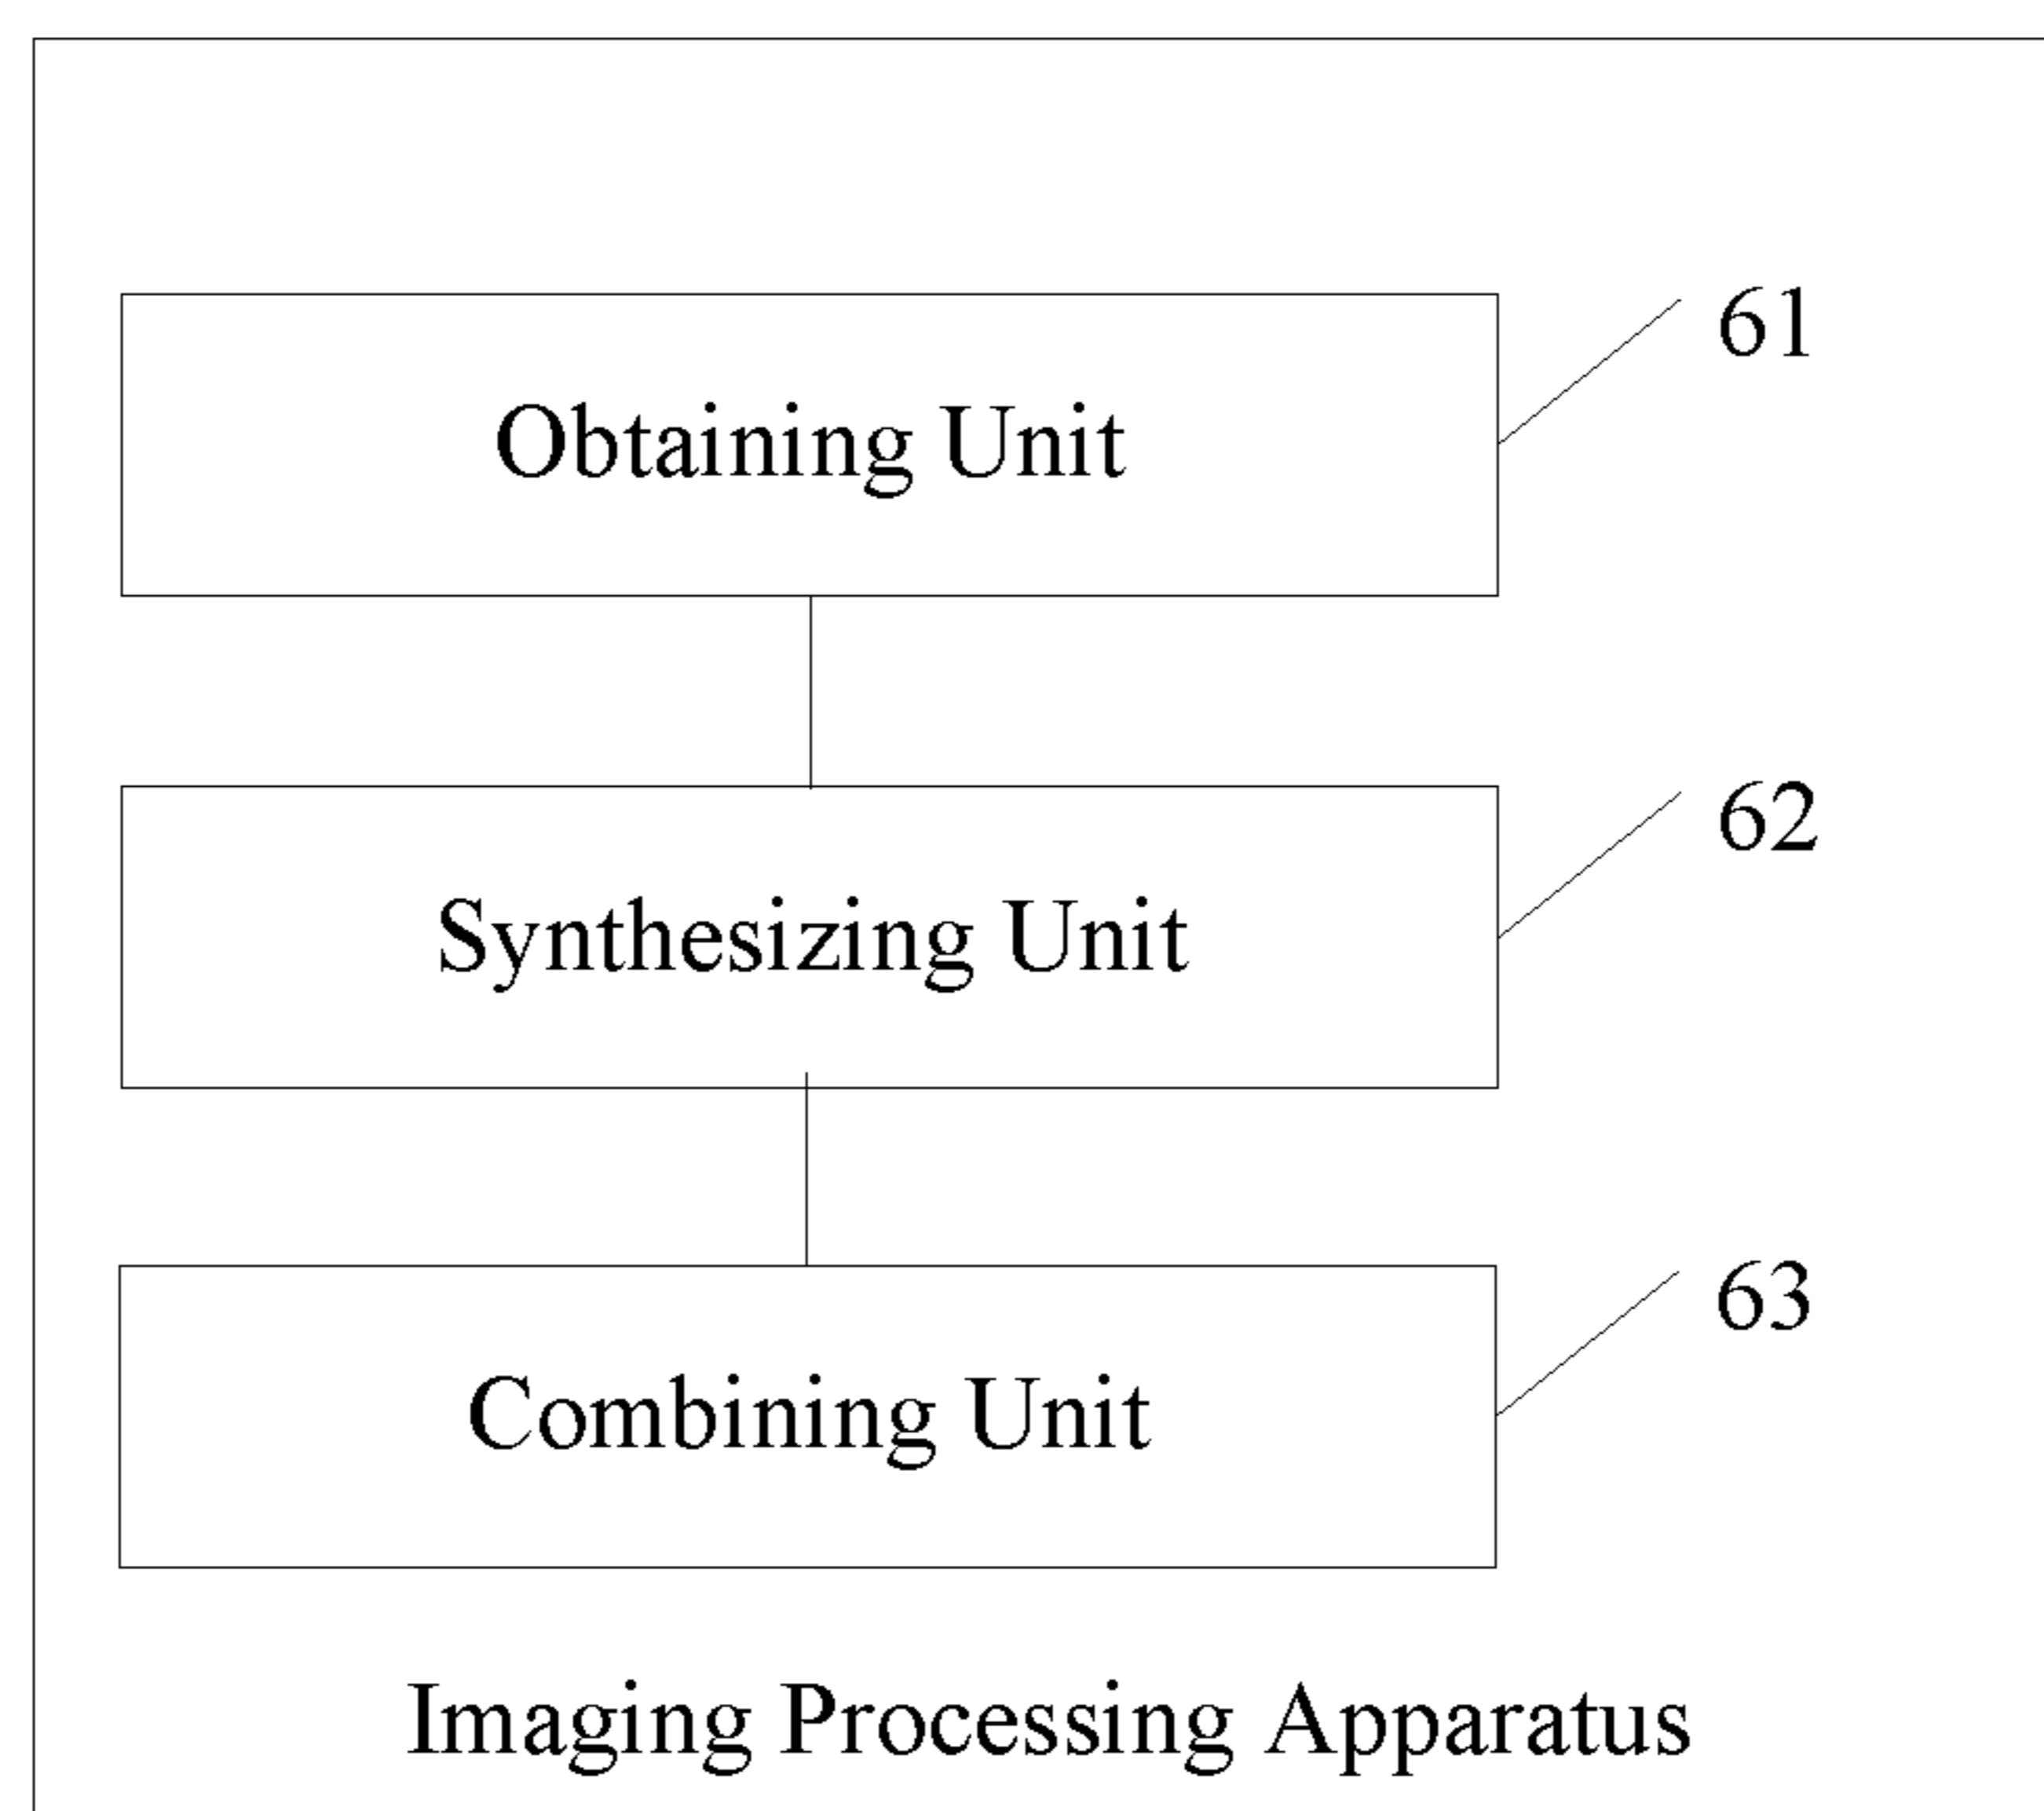 61
Obtaining Unit
62
Synthesizing Unit
63
Combining Unit
Imaging Processing Apparatus